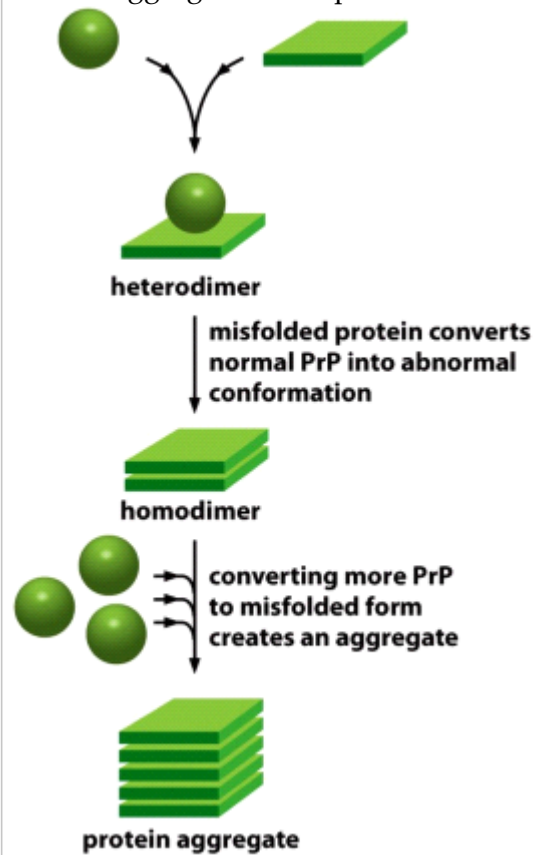 heterodimer
misfolded protein converts
normal PrP into abnormal
conformation
homodimer
converting more PrP
to misfolded form
creates an aggregate
protein aggregate